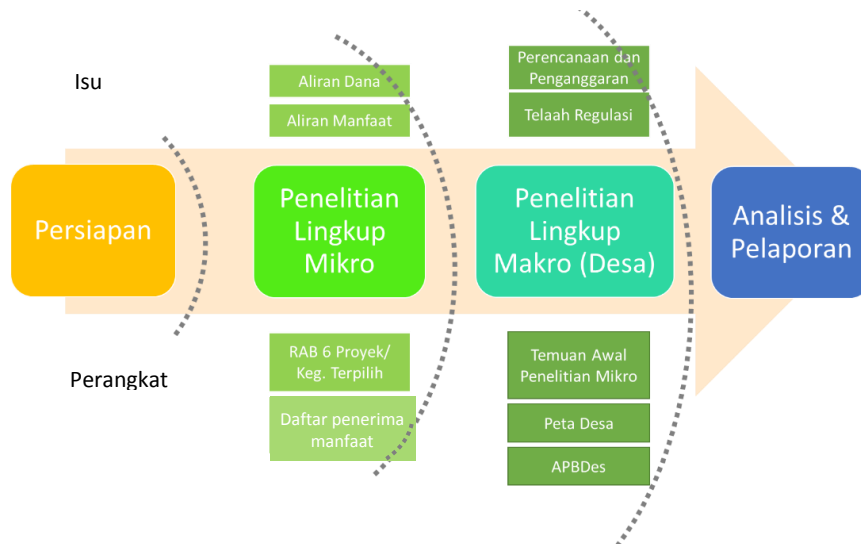 Isu
Aliran Dana
Aliran Manfaat
Perencanaan dan
Penganggaran
Telaah Regulasi
Persiapan
Penelitian
Lingkup
Mikro
Penelitian
Lingkup
Makro (Desa)
Analisis &
Pelaporan
Perangkat
RAB 6 Proyek/
Keg. Terpilih
Daftar penerima
manfaat
Temuan Awal
Penelitian Mikro
Peta Desa
APBDes